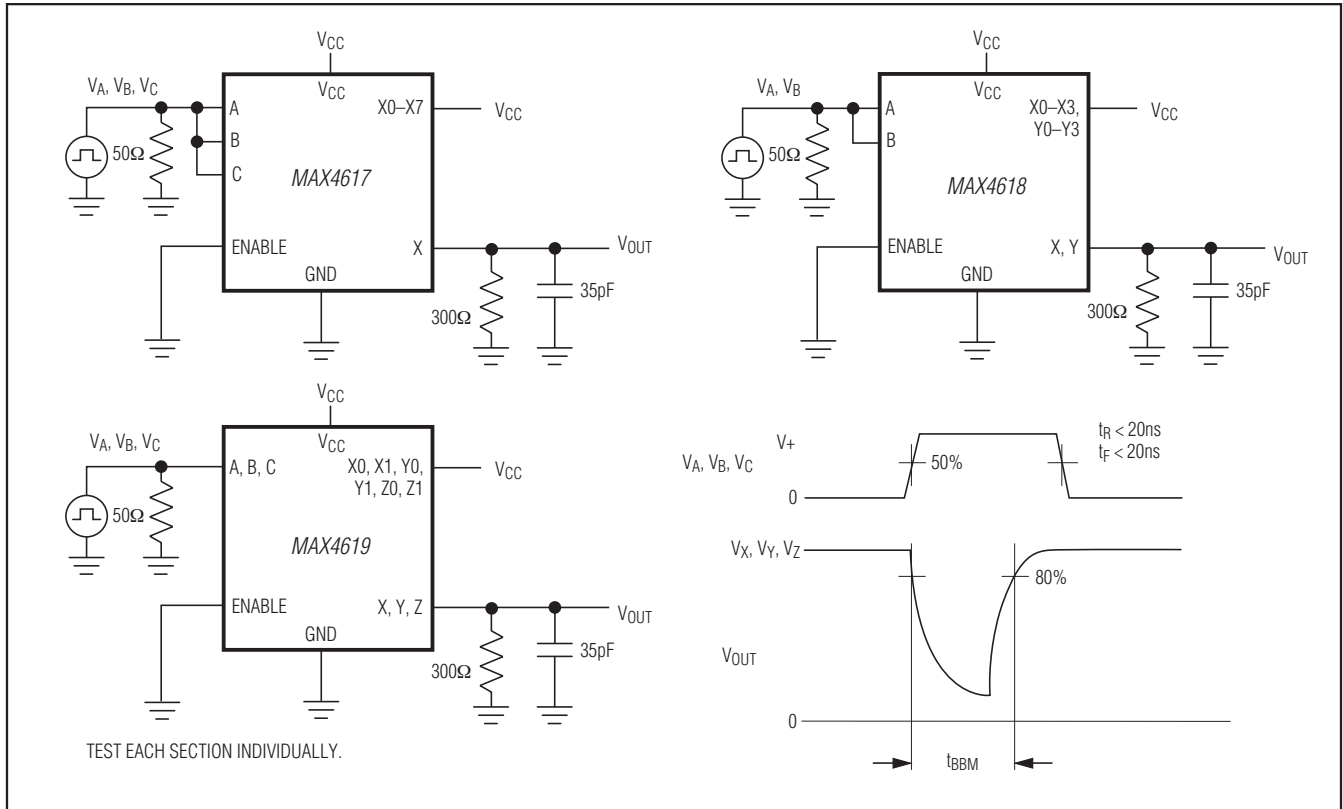 VCC
VCC
VA, VB, VC
A
X0–X7
VCC
50Ω
B
C
MAX4617
ENABLE
X
VOUT
GND
300Ω
35pF
VCC
VCC
VA, VB
A
X0–X3,
Y0–Y3
VCC
50Ω
B
MAX4618
ENABLE
X, Y
VOUT
GND
300Ω
35pF
VCC
VCC
VA, VB, VC
A, B, C
X0, X1, Y0,
Y1, Z0, Z1
VCC
50Ω
MAX4619
ENABLE
X, Y, Z
VOUT
GND
300Ω
35pF
TEST EACH SECTION INDIVIDUALLY.
V+
tR < 20ns
tF < 20ns
VA, VB, VC
50%
0
VX, VY, VZ
80%
VOUT
0
tBBM